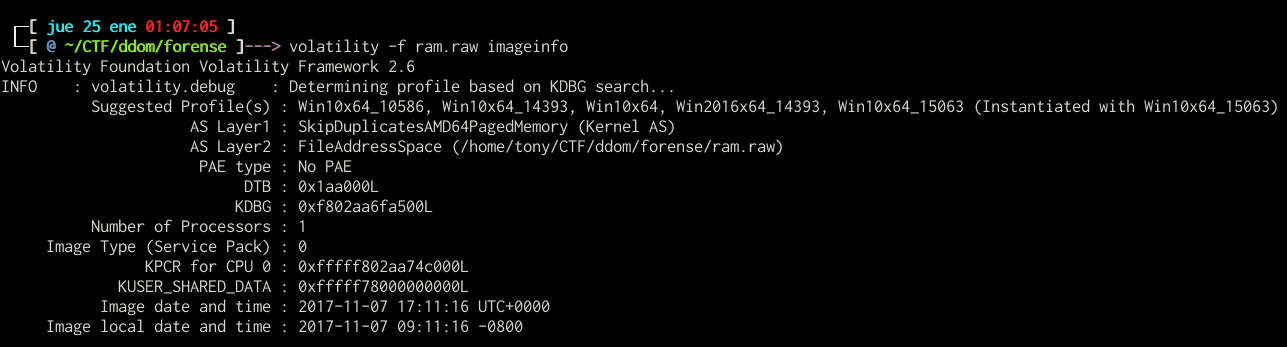 [ jue 25 ene 01:07:05 ]
[ @ ~/CTF/ddom/forense ]---> volatility -f ram.raw imageinfo
Volatility Foundation Volatility Framework 2.6
INFO    : volatility.debug    : Determining profile based on KDBG search...
          Suggested Profile(s) : Win10x64_10586, Win10x64_14393, Win10x64, Win2016x64_14393, Win10x64_15063 (Instantiated with Win10x64_15063)
                     AS Layer1 : SkipDuplicatesAMD64PagedMemory (Kernel AS)
                     AS Layer2 : FileAddressSpace (/home/tony/CTF/ddom/forense/ram.raw)
                      PAE type : No PAE
                           DTB : 0x1aa000L
                          KDBG : 0xf802aa6fa500L
          Number of Processors : 1
     Image Type (Service Pack) : 0
                KPCR for CPU 0 : 0xfffff802aa74c000L
             KUSER_SHARED_DATA : 0xfffff78000000000L
           Image date and time : 2017-11-07 17:11:16 UTC+0000
     Image local date and time : 2017-11-07 09:11:16 -0800